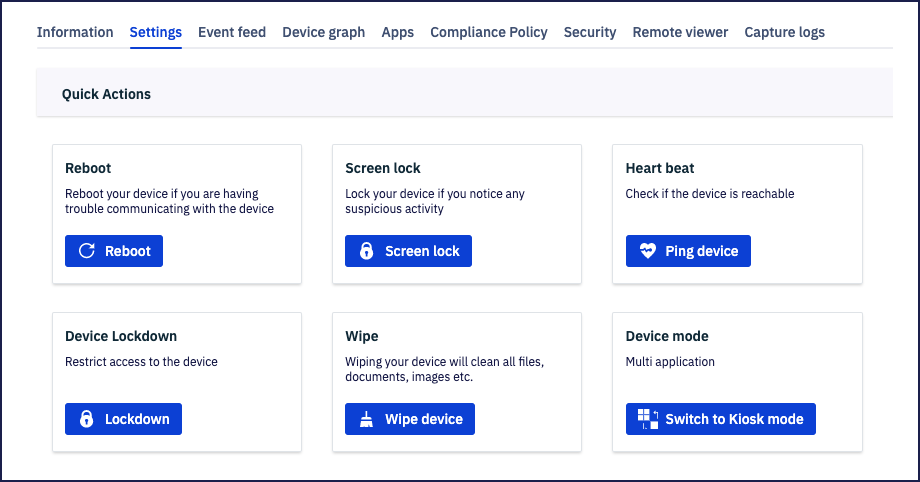 Information Settings Event feed Device graph Apps Compliance Policy Security Remote viewer Capture logs
Quick Actions
Reboot
Reboot your device if you are having
trouble communicating with the device
Reboot
Screen lock
Lock your device if you notice any
suspicious activity
Screen lock
Heart beat
Check if the device is reachable
Ping device
Device Lockdown
Restrict access to the device
Lockdown
Wipe
Wiping your device will clean all files,
documents, images etc.
Wipe device
Device mode
Multi application
Switch to Kiosk mode